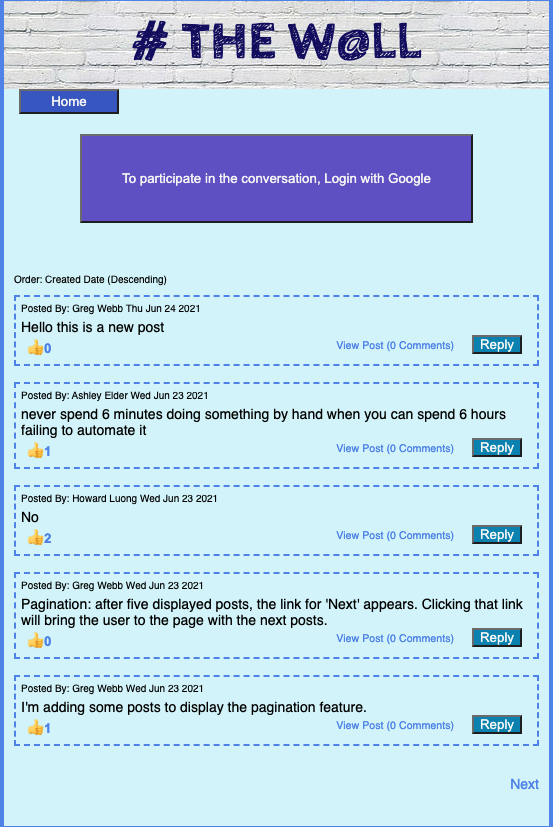 # THE W@LL
Home
To participate in the conversation, Login with Google
Order: Created Date (Descending)
Posted By: Greg Webb Thu Jun 24 2021
Hello this is a new post
👍0 View Post (0 Comments) Reply
Posted By: Ashley Elder Wed Jun 23 2021
never spend 6 minutes doing something by hand when you can spend 6 hours
failing to automate it
👍1 View Post (0 Comments) Reply
Posted By: Howard Luong Wed Jun 23 2021
No
👍2 View Post (0 Comments) Reply
Posted By: Greg Webb Wed Jun 23 2021
Pagination: after five displayed posts, the link for 'Next' appears. Clicking that link
will bring the user to the page with the next posts.
👍0 View Post (0 Comments) Reply
Posted By: Greg Webb Wed Jun 23 2021
I'm adding some posts to display the pagination feature.
👍1 View Post (0 Comments) Reply
Next